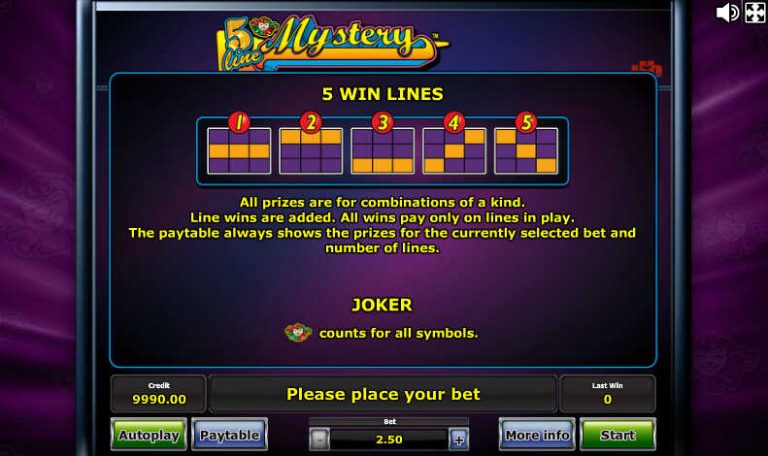 5 line Mystery™
5 WIN LINES
1 2 3 4 5
All prizes are for combinations of a kind.
Line wins are added. All wins pay only on lines in play.
The paytable always shows the prizes for the currently selected bet and
number of lines.
JOKER
counts for all symbols.
Credit
9990.00
Please place your bet
Last Win
0
Autoplay
Paytable
Bet
- 2.50 +
More info
Start